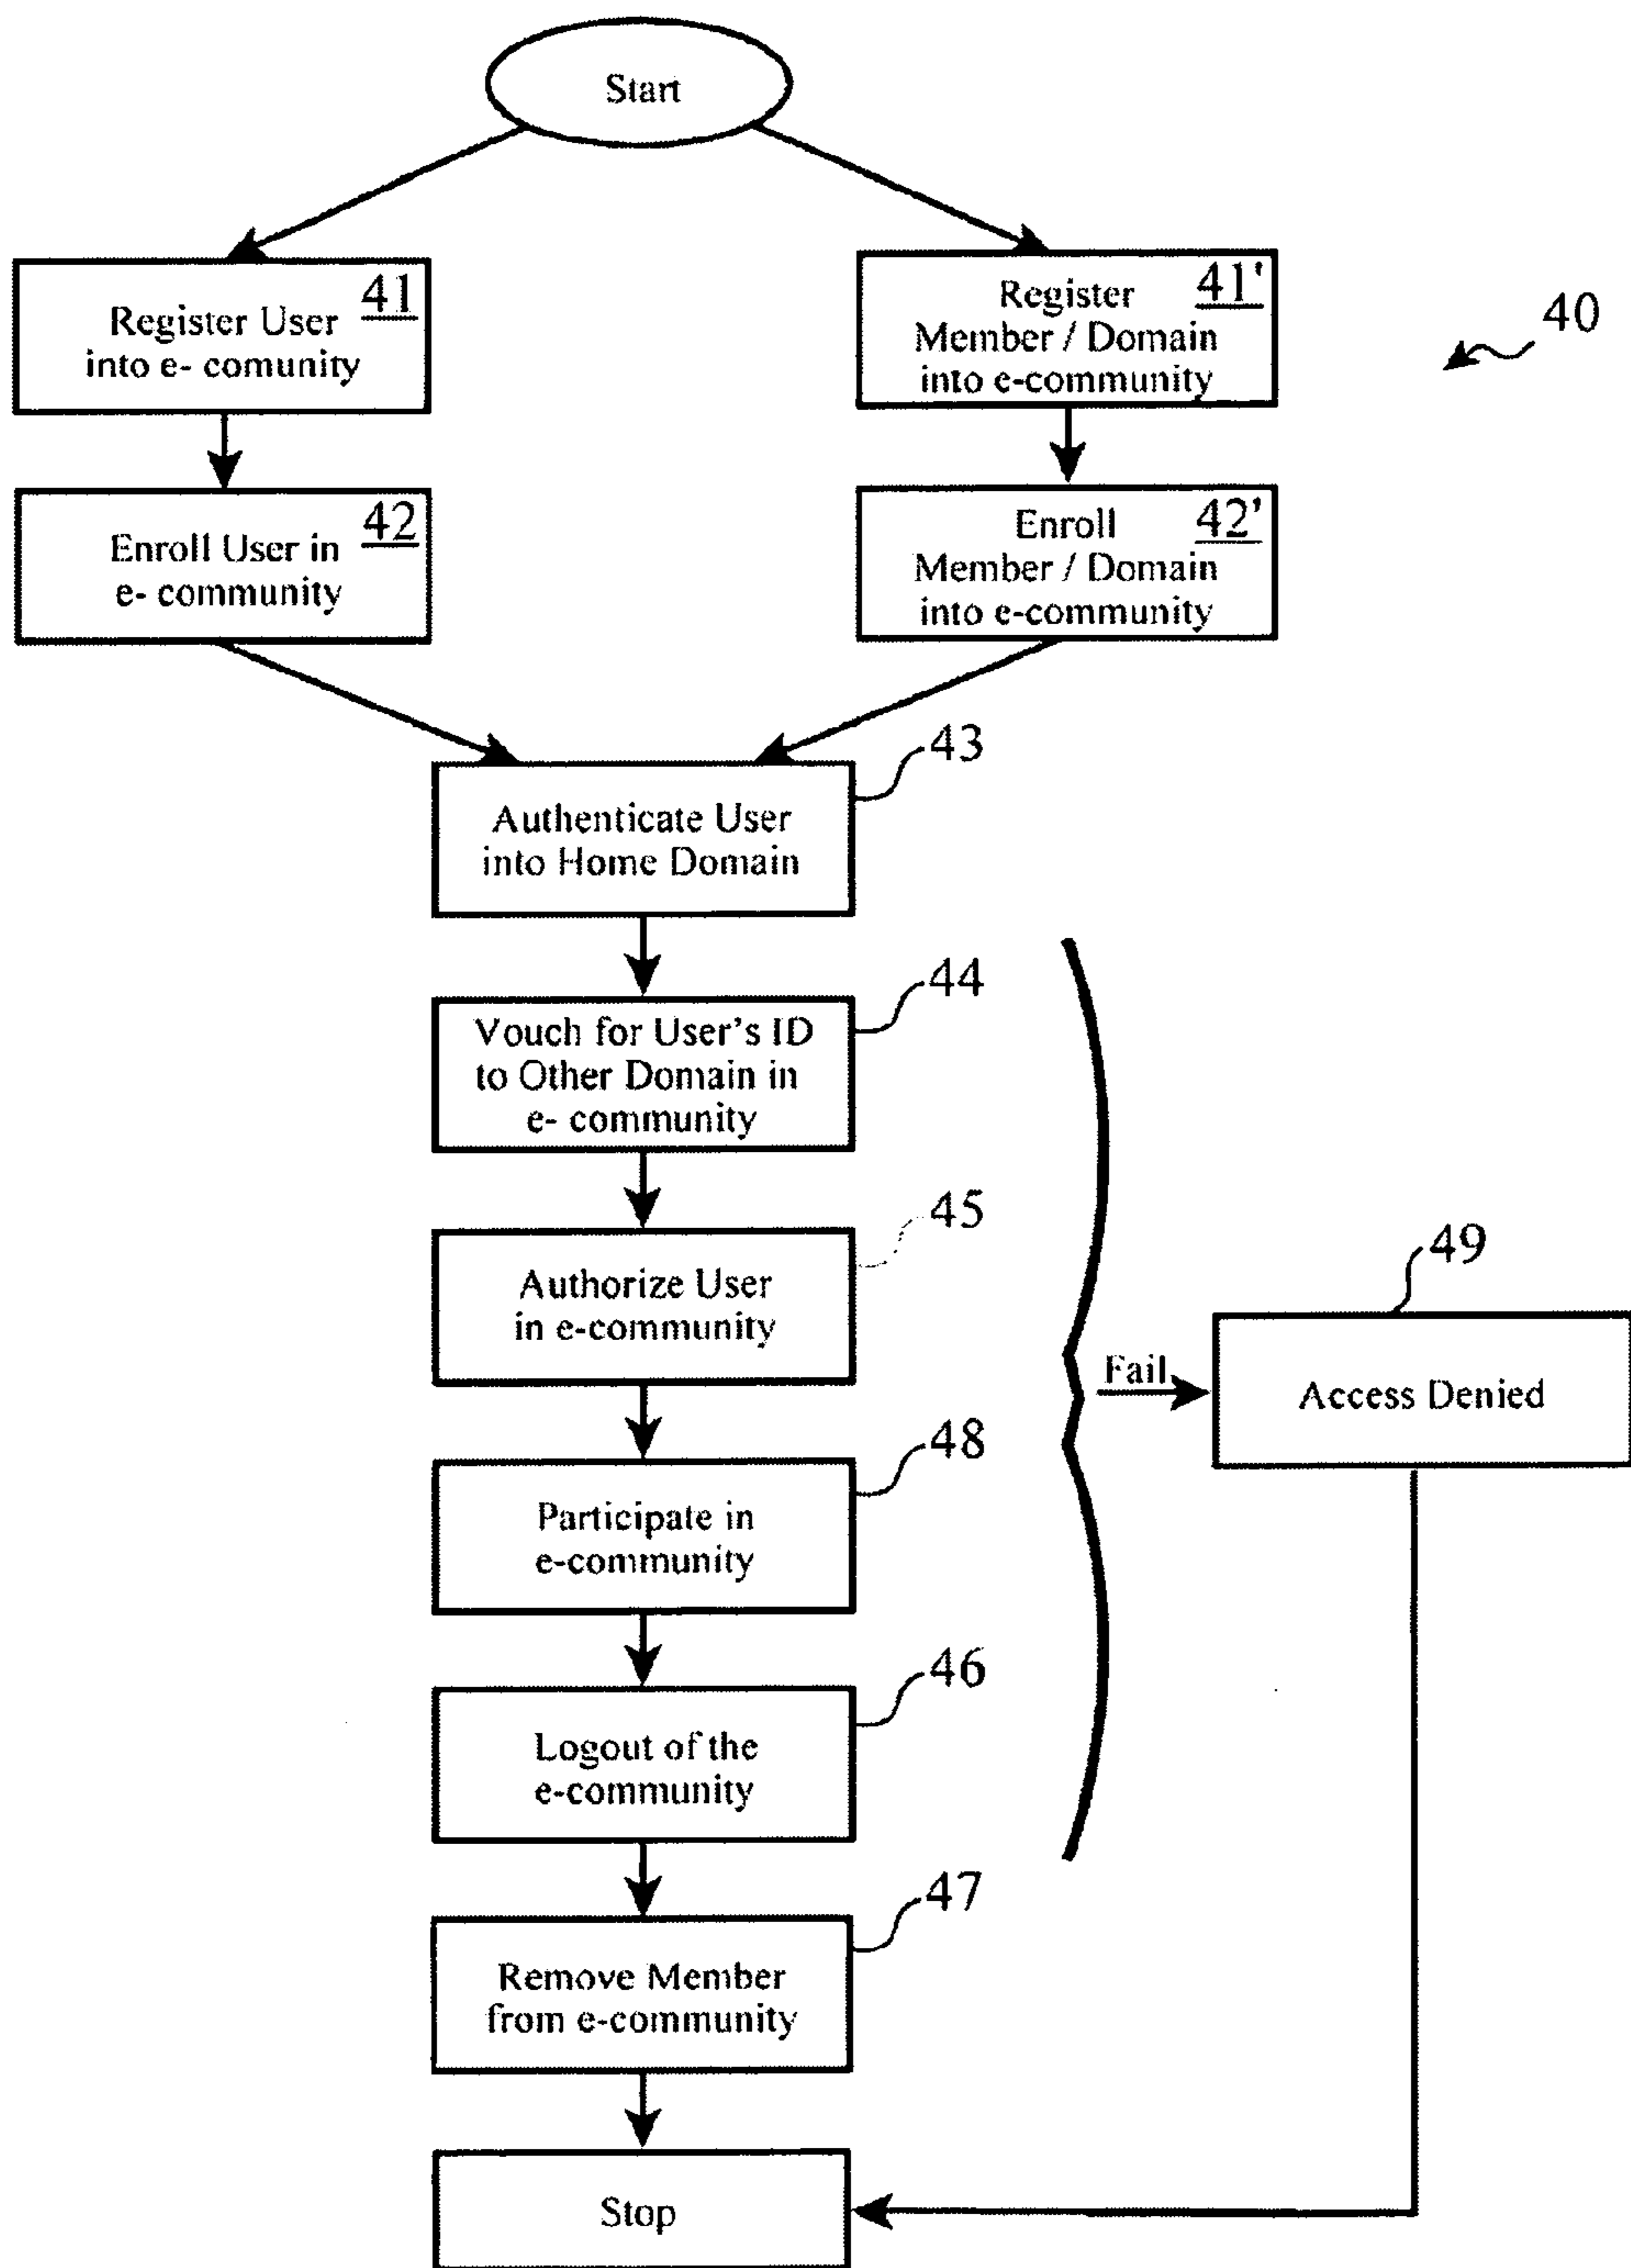 Start
41
Register User
into e- comunity
41'
Register
Member / Domain
into e-community
40
42
Enroll User in
e- community
42'
Enroll
Member / Domain
into e-community
43
Authenticate User
into Home Domain
44
Vouch for User's ID
to Other Domain in
e- community
45
Authorize User
in e-community
49
Fail
Access Denied
48
Participate in
e-community
46
Logout of the
e-community
47
Remove Member
from e-community
Stop